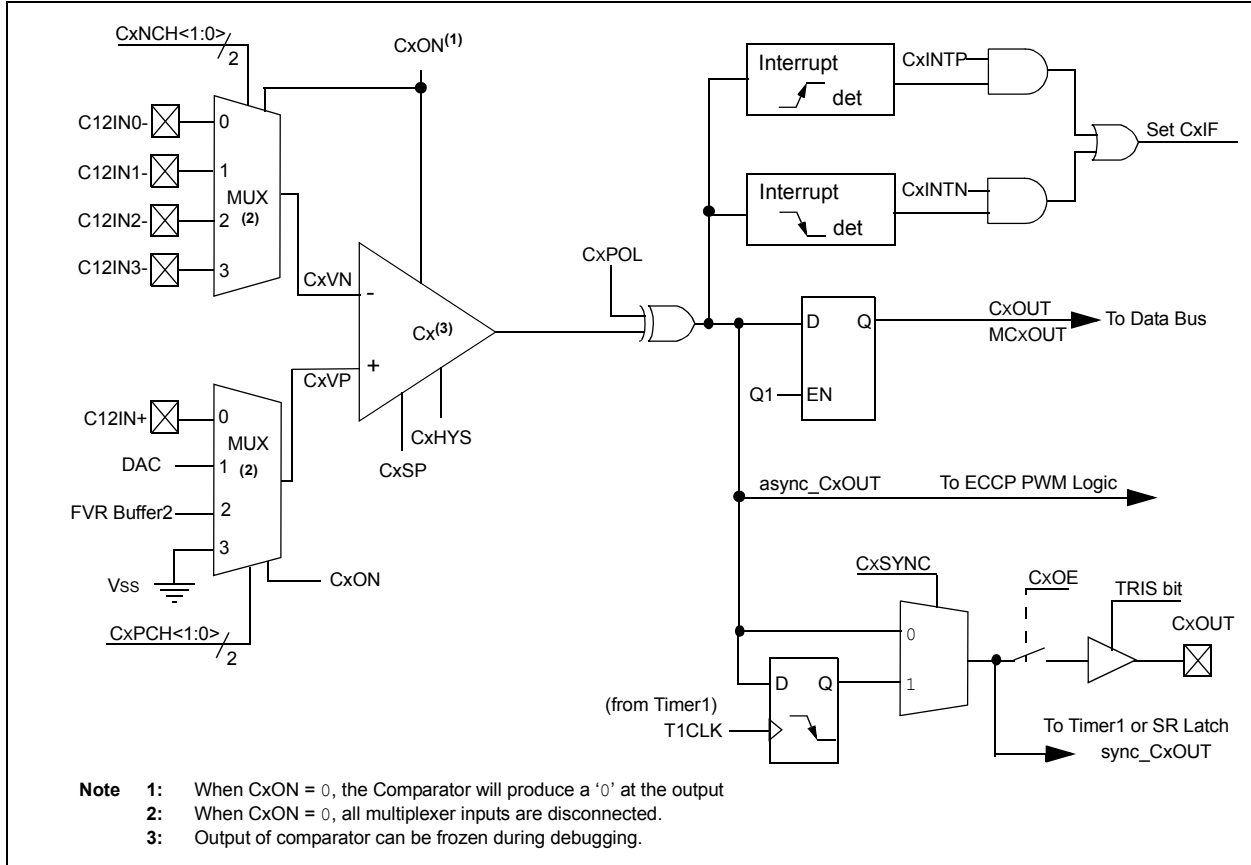 CxNCH<1:0>
2
CxON(1)
C12IN0-
0
C12IN1-
1
MUX
(2)
C12IN2-
2
C12IN3-
3
CxVN
-
Cx(3)
CxVP
+
C12IN+
0
MUX
(2)
DAC
1
FVR Buffer2
2
3
Vss
CxON
CxPCH<1:0>
2
CxHYS
CxSP
CxPOL
Interrupt
det
CxINTP
Interrupt
det
CxINTN
Set CxIF
D
Q
Q1
EN
CxOUT
MCxOUT
To Data Bus
async_CxOUT
To ECCP PWM Logic
CxSYNC
0
1
CxOE
TRIS bit
CxOUT
D
Q
(from Timer1)
T1CLK
To Timer1 or SR Latch
sync_CxOUT
Note 1: When CxON = 0, the Comparator will produce a ‘0’ at the output
2: When CxON = 0, all multiplexer inputs are disconnected.
3: Output of comparator can be frozen during debugging.